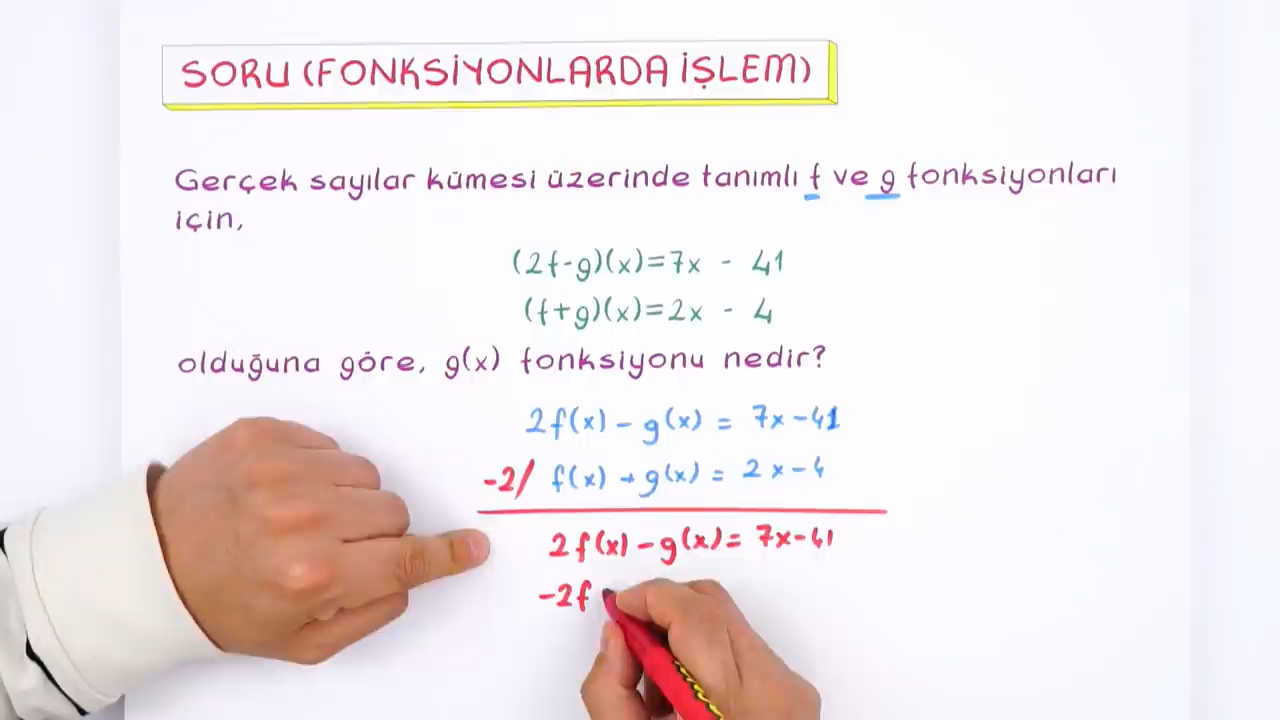 SORU (FONKSİYONLARDA İŞLEM)
Gerçek sayılar kümesi üzerinde tanımlı f ve g fonksiyonları
için,
(2f-g)(x)=7x - 41
(f+g)(x)=2x - 4
olduğuna göre, g(x) fonksiyonu nedir?
2f(x) - g(x) = 7x-41
-2/ f(x) + g(x) = 2x-4
2f(x) - g(x) = 7x-41
-2f